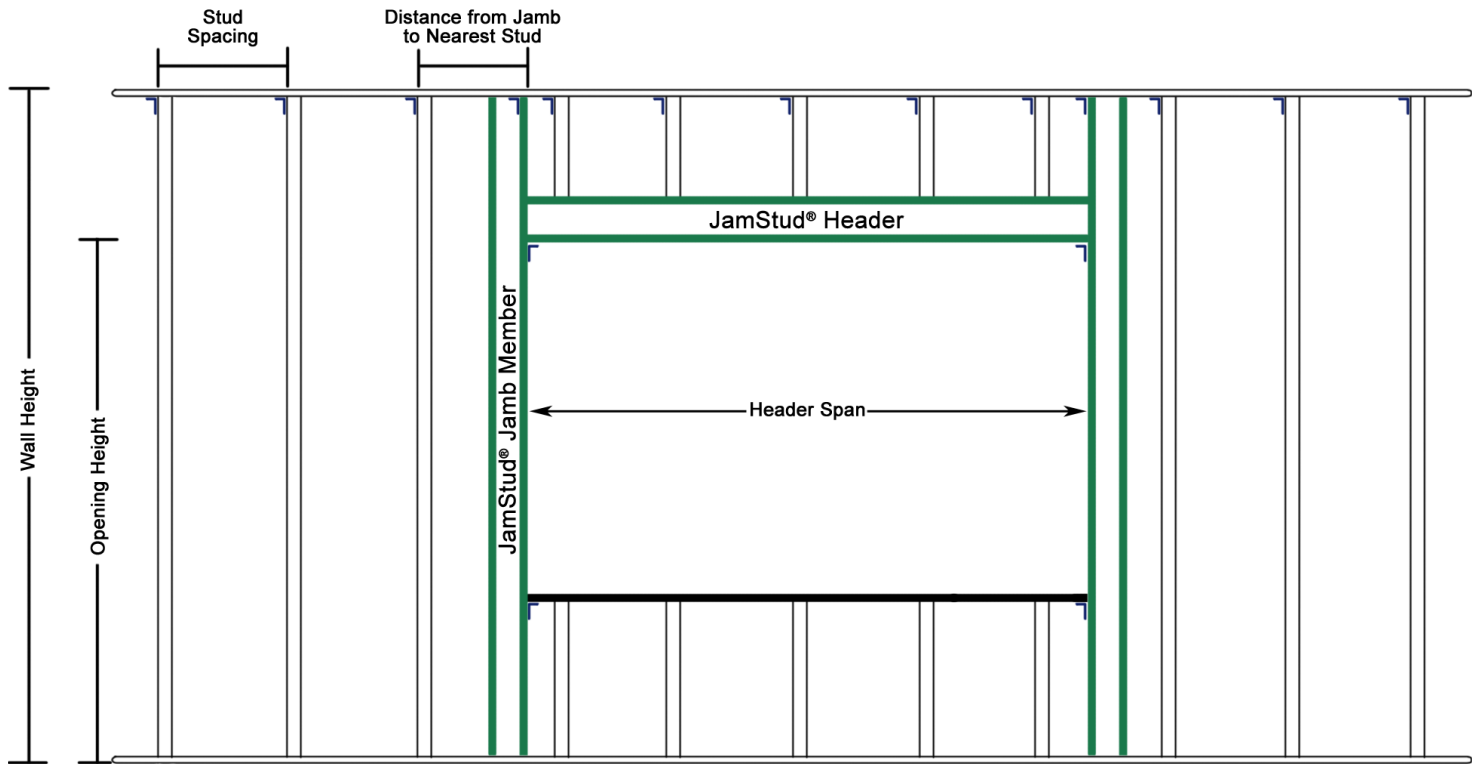 Stud
Spacing
Distance from Jamb
to Nearest Stud
JamStud® Header
JamStud® Jamb Member
Header Span
Wall Height
Opening Height